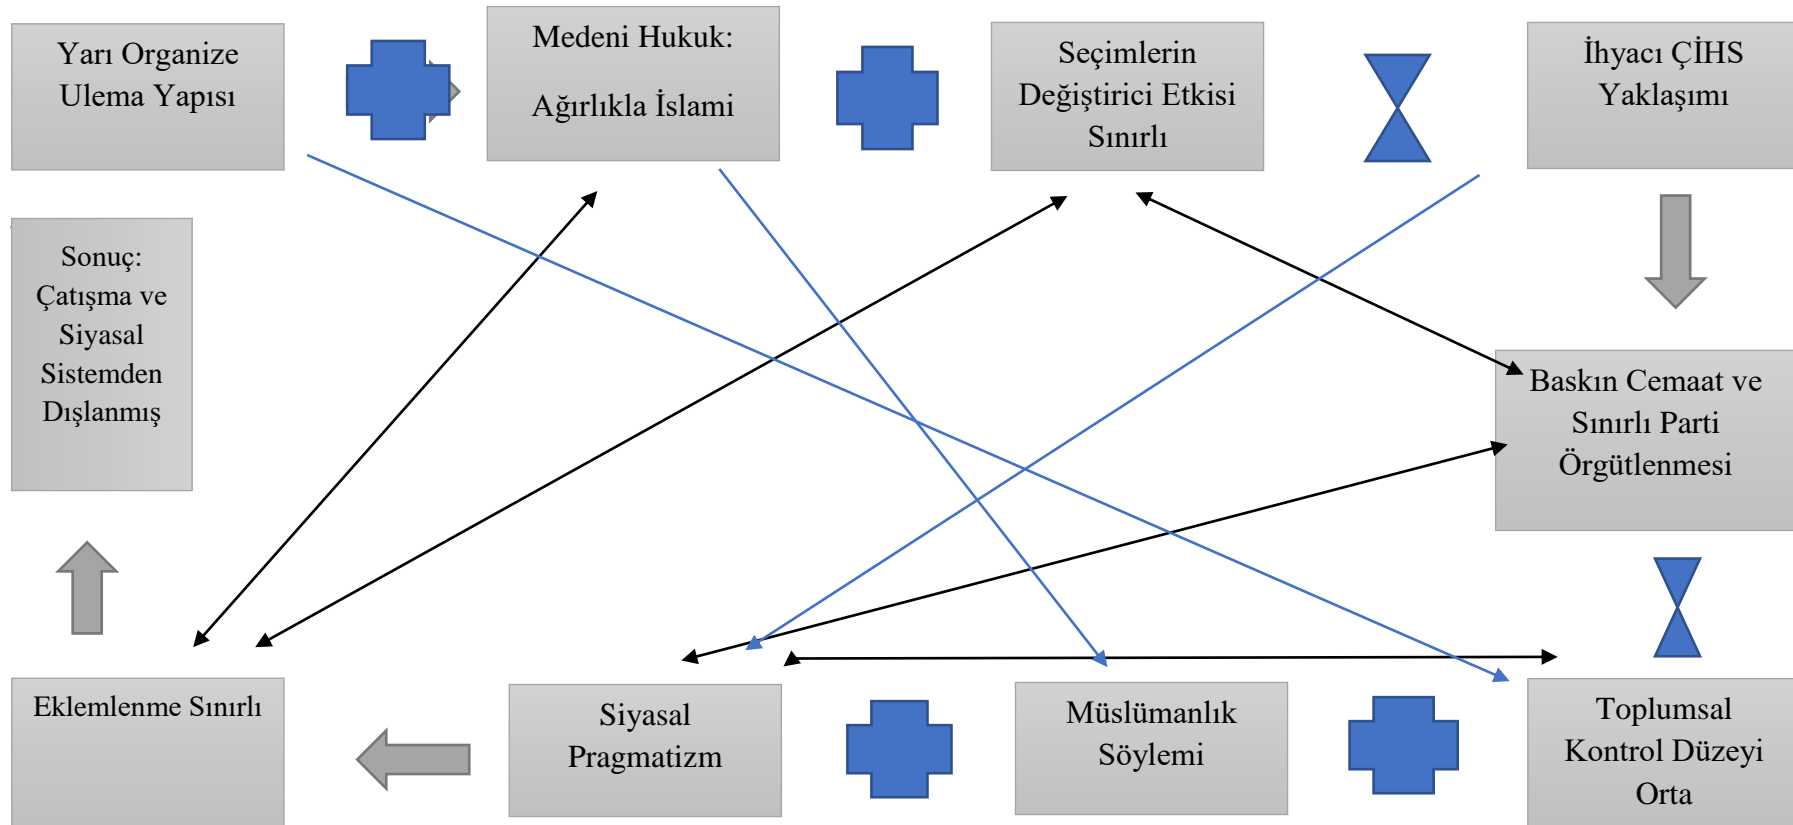 Yarı Organize
Ulema Yapısı
Medeni Hukuk:
Ağırlıkla İslami
Seçimlerin
Değiştirici Etkisi
Sınırlı
İhyacı ÇİHS
Yaklaşımı
Sonuç:
Çatışma ve
Siyasal
Sistemden
Dışlanmış
Baskın Cemaat ve
Sınırlı Parti
Örgütlenmesi
Eklemlenme Sınırlı
Siyasal
Pragmatizm
Müslümanlık
Söylemi
Toplumsal
Kontrol Düzeyi
Orta